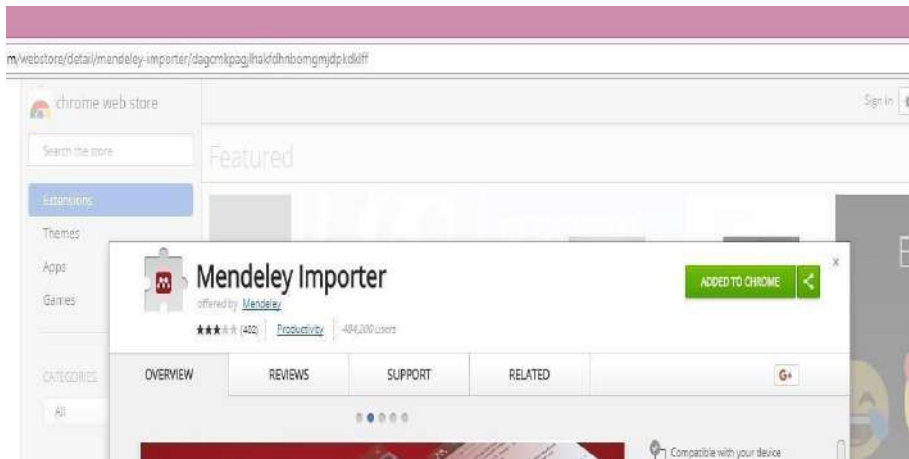 m/webstore/detail/mendeley-importer/dagcmkpagjlhakfdhnbomgmjdpkdklff
chrome web store
Sign in
Search the store
Featured
Extensions
Themes
Apps
Games
CATEGORIES
All
Mendeley Importer
offered by Mendeley
(402)
Productivity
484,200 users
ADDED TO CHROME
x
OVERVIEW
REVIEWS
SUPPORT
RELATED
G+
Compatible with your device